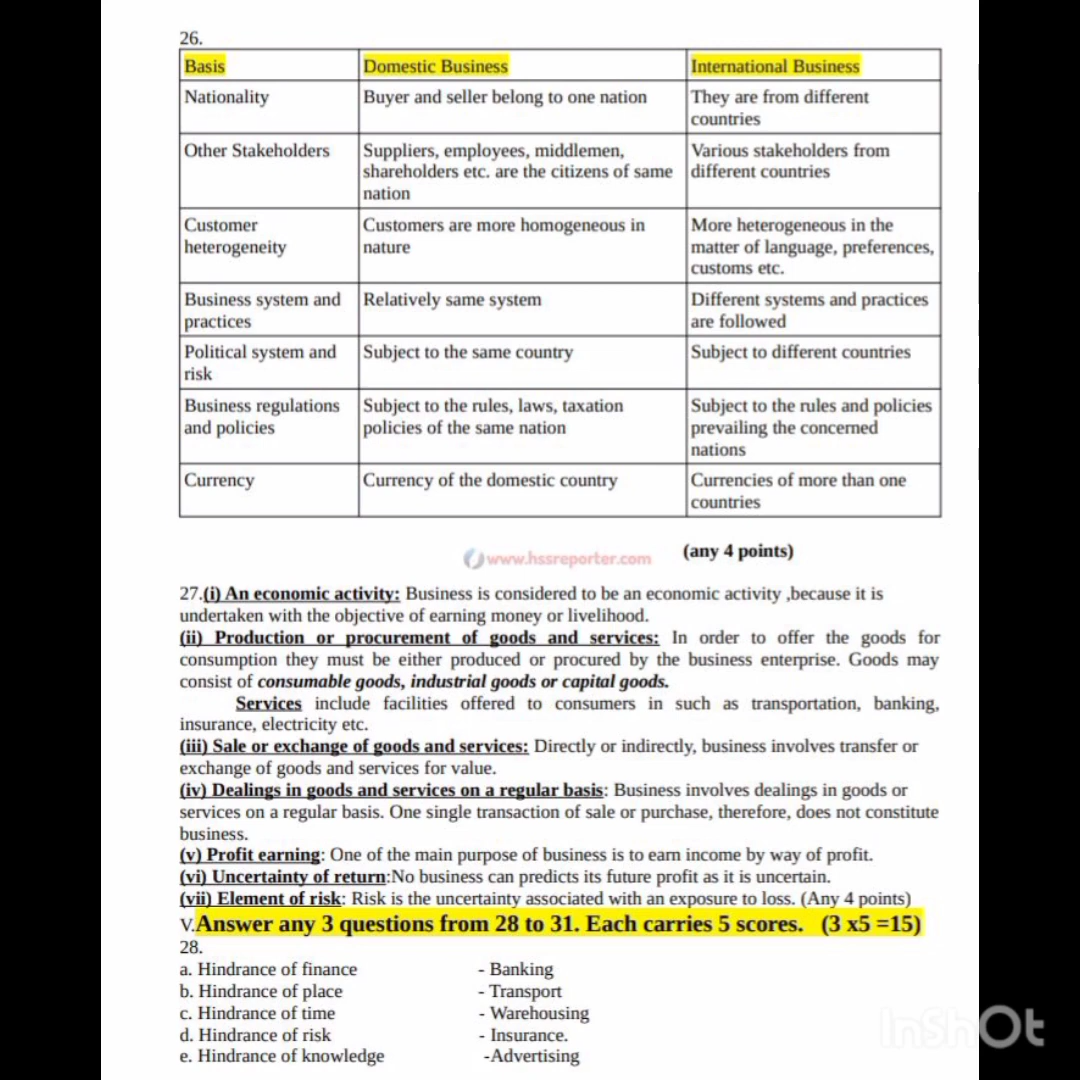 26.
Basis Domestic Business International Business
Nationality Buyer and seller belong to one nation They are from different
countries
Other Stakeholders Suppliers, employees, middlemen, Various stakeholders from
shareholders etc. are the citizens of same different countries
nation
Customer Customers are more homogeneous in More heterogeneous in the
heterogeneity nature matter of language, preferences,
customs etc.
Business system and Relatively same system Different systems and practices
practices are followed
Political system and Subject to the same country Subject to different countries
risk
Business regulations Subject to the rules, laws, taxation Subject to the rules and policies
and policies policies of the same nation prevailing the concerned
nations
Currency Currency of the domestic country Currencies of more than one
countries
www.hssreporter.com (any 4 points)
27.(i) An economic activity: Business is considered to be an economic activity ,because it is
undertaken with the objective of earning money or livelihood.
(ii) Production or procurement of goods and services: In order to offer the goods for
consumption they must be either produced or procured by the business enterprise. Goods may
consist of consumable goods, industrial goods or capital goods.
Services include facilities offered to consumers in such as transportation, banking,
insurance, electricity etc.
(iii) Sale or exchange of goods and services: Directly or indirectly, business involves transfer or
exchange of goods and services for value.
(iv) Dealings in goods and services on a regular basis: Business involves dealings in goods or
services on a regular basis. One single transaction of sale or purchase, therefore, does not constitute
business.
(v) Profit earning: One of the main purpose of business is to earn income by way of profit.
(vi) Uncertainty of return:No business can predicts its future profit as it is uncertain.
(vii) Element of risk: Risk is the uncertainty associated with an exposure to loss. (Any 4 points)
V.Answer any 3 questions from 28 to 31. Each carries 5 scores. (3 x5 =15)
28.
a. Hindrance of finance - Banking
b. Hindrance of place - Transport
c. Hindrance of time - Warehousing
d. Hindrance of risk - Insurance.
e. Hindrance of knowledge -Advertising
InShOt